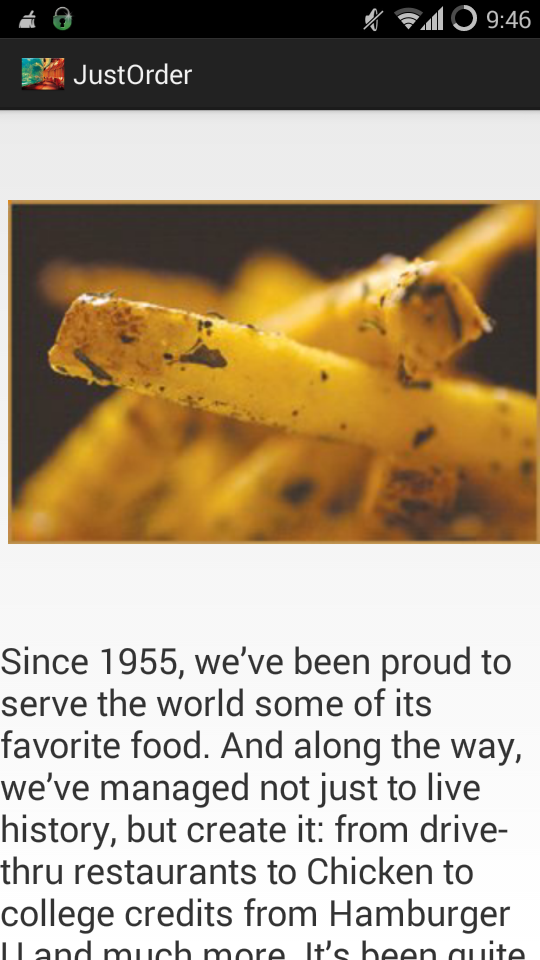 9:46
JustOrder
Since 1955, we’ve been proud to
serve the world some of its
favorite food. And along the way,
we’ve managed not just to live
history, but create it: from drive-
thru restaurants to Chicken to
college credits from Hamburger
U and much more. It’s been quite